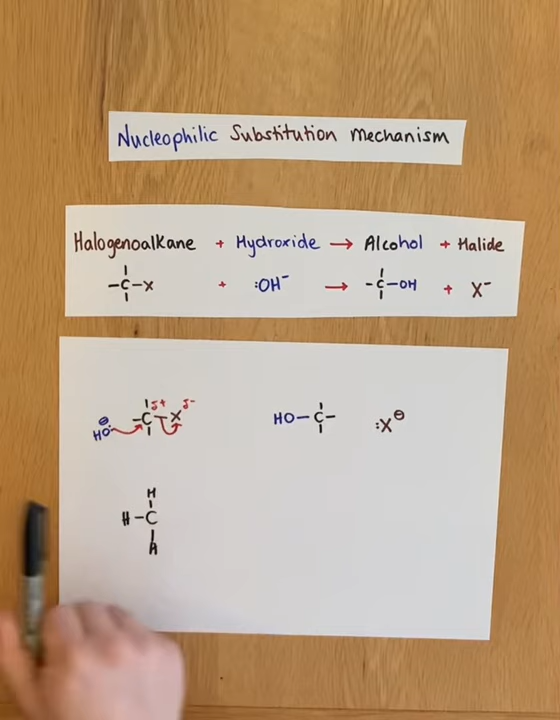 Nucleophilic Substitution mechanism
Halogenoalkane + Hydroxide → Alcohol + Halide
-C-X + :OH⁻ → -C-OH + X⁻
HO:⊖ -C-X δ+ δ- HO-C- :X⊖
H
H-C
H